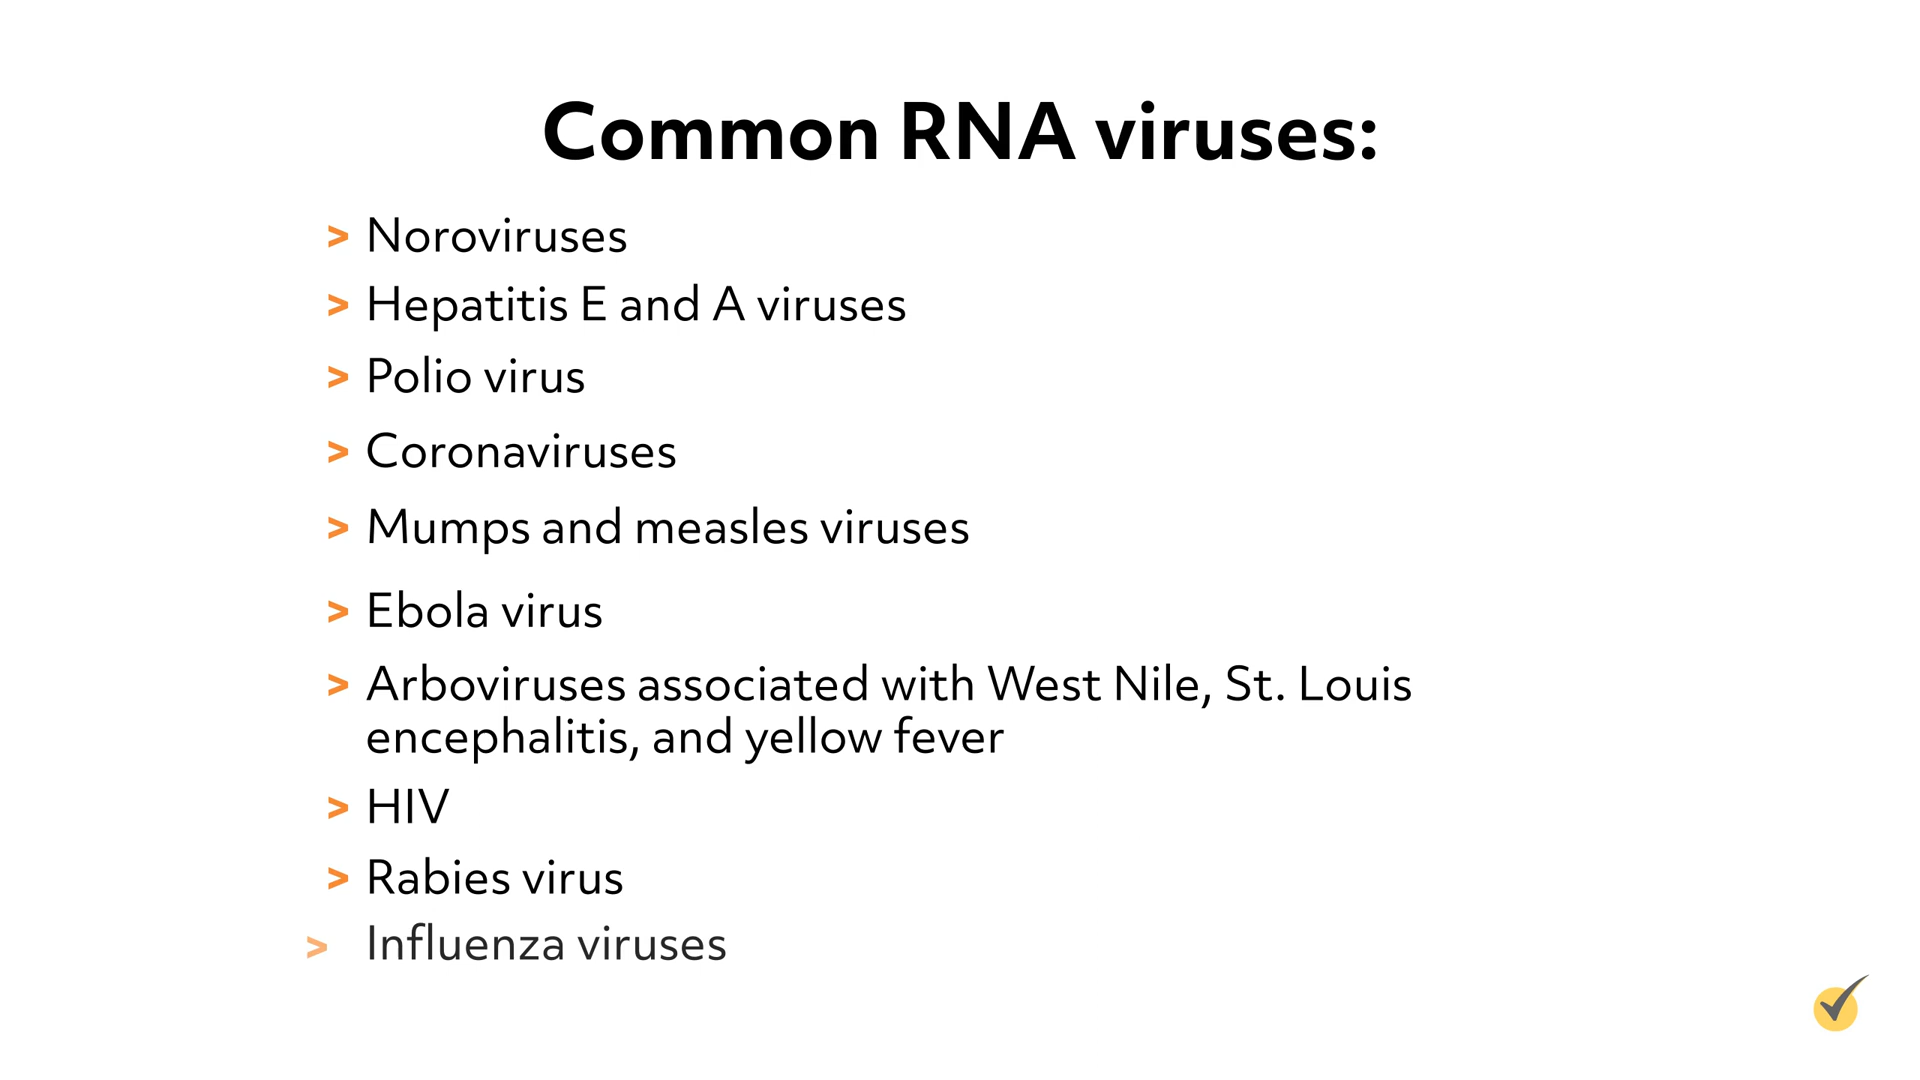 Common RNA viruses:
> Noroviruses
> Hepatitis E and A viruses
> Polio virus
> Coronaviruses
> Mumps and measles viruses
> Ebola virus
> Arboviruses associated with West Nile, St. Louis
encephalitis, and yellow fever
> HIV
> Rabies virus
> Influenza viruses